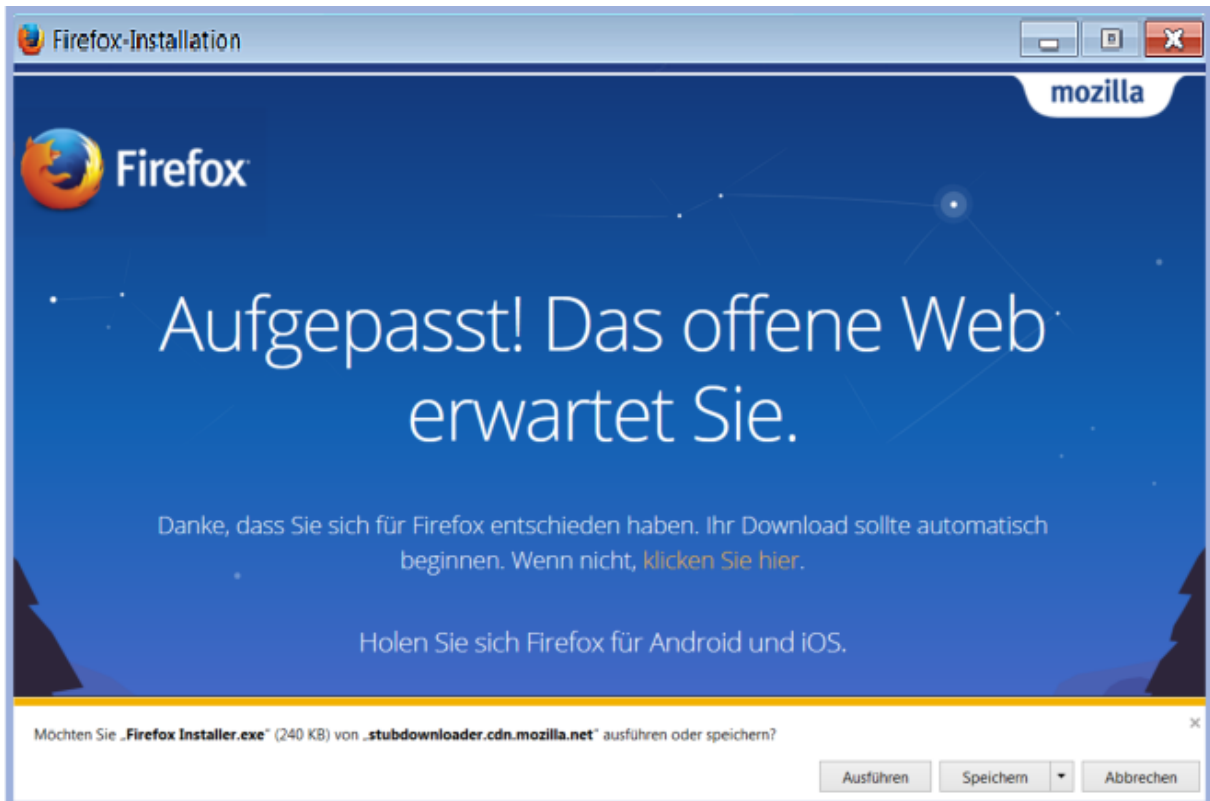 Firefox-Installation
mozilla
Firefox
Aufgepasst! Das offene Web
erwartet Sie.
Danke, dass Sie sich für Firefox entschieden haben. Ihr Download sollte automatisch
beginnen. Wenn nicht, klicken Sie hier.
Holen Sie sich Firefox für Android und iOS.
Möchten Sie „Firefox Installer.exe“ (240 KB) von „stubdownloader.cdn.mozilla.net“ ausführen oder speichern?
Ausführen Speichern Abbrechen